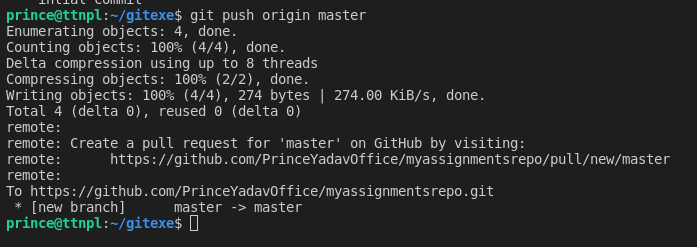 intial commit
prince@ttnpl:~/gitexe$ git push origin master
Enumerating objects: 4, done.
Counting objects: 100% (4/4), done.
Delta compression using up to 8 threads
Compressing objects: 100% (2/2), done.
Writing objects: 100% (4/4), 274 bytes | 274.00 KiB/s, done.
Total 4 (delta 0), reused 0 (delta 0)
remote:
remote: Create a pull request for 'master' on GitHub by visiting:
remote:      https://github.com/PrinceYadavOffice/myassignmentsrepo/pull/new/master
remote:
To https://github.com/PrinceYadavOffice/myassignmentsrepo.git
 * [new branch]      master -> master
prince@ttnpl:~/gitexe$